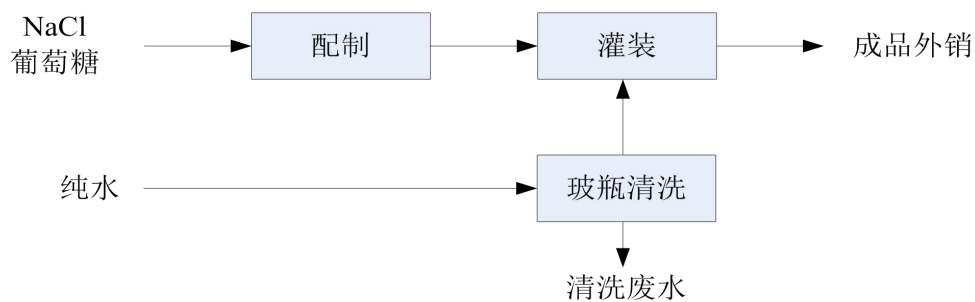 NaCl
葡萄糖
配制
灌装
成品外销
纯水
玻瓶清洗
清洗废水